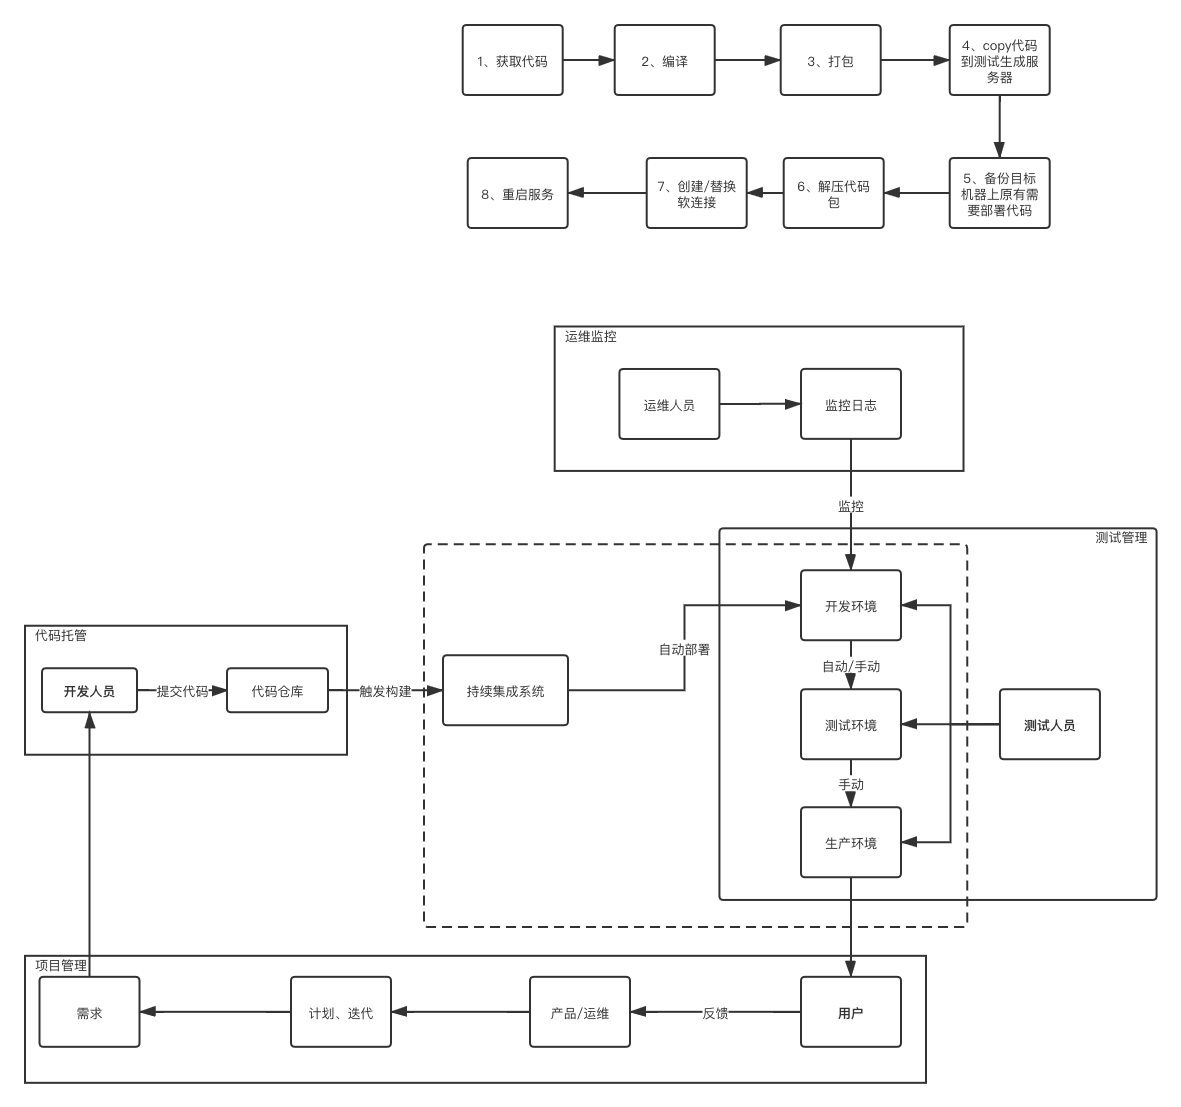 1、获取代码
2、编译
3、打包
4、copy代码
到测试生成服
务器
5、备份目标
机器上原有需
要部署代码
6、解压代码
包
7、创建/替换
软连接
8、重启服务
运维监控
运维人员
监控日志
监控
测试管理
开发环境
自动部署
自动/手动
代码托管
开发人员
提交代码
代码仓库
触发构建
持续集成系统
测试环境
测试人员
手动
生产环境
项目管理
需求
计划、迭代
产品/运维
反馈
用户